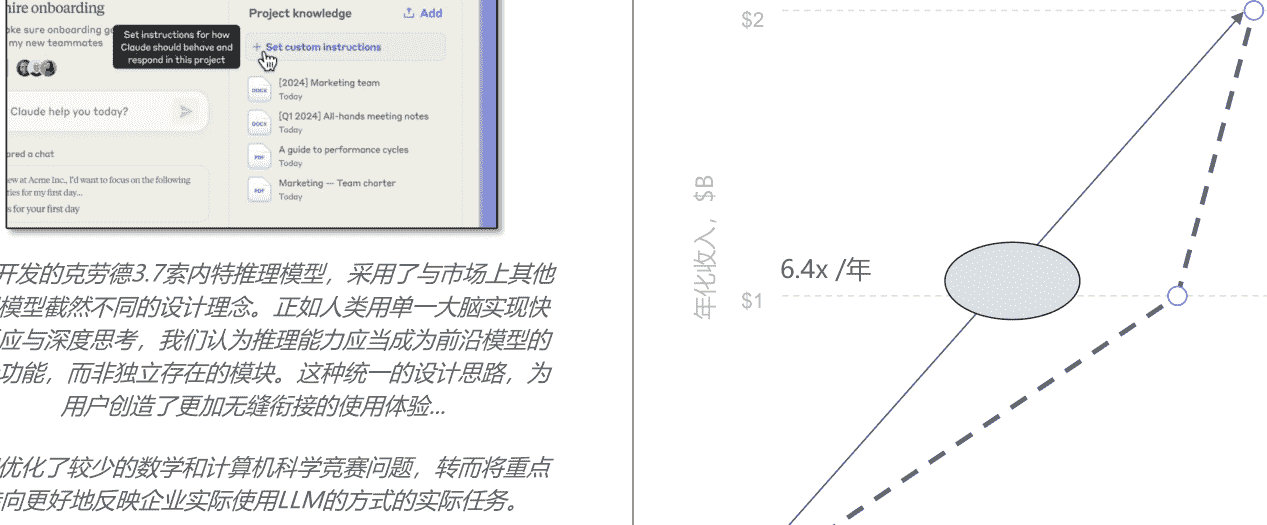 hire onboarding
ke sure onboarding
my new teammates
Set instructions for how
Claude should behave and
respond in this project
Claude help you today?
ared a chat
ew at Acme Inc., I'd want to focus on the following
ties for my first day...
s for your first day
Project knowledge
Add
+ Set custom instructions
DOCX
[2024] Marketing team
Today
DOCX
[Q1 2024] All-hands meeting notes
Today
PDF
A guide to performance cycles
Today
PDF
Marketing — Team charter
Today
开发的克劳德3.7索内特推理模型，采用了与市场上其他
模型截然不同的设计理念。正如人类用单一大脑实现快
应与深度思考，我们认为推理能力应当成为前沿模型的
功能，而非独立存在的模块。这种统一的设计思路，为
用户创造了更加无缝衔接的使用体验...
优化了较少的数学和计算机科学竞赛问题，转而将重点
向更好地反映企业实际使用LLM的方式的实际任务。
年化收入，$B
$2
6.4x /年
$1